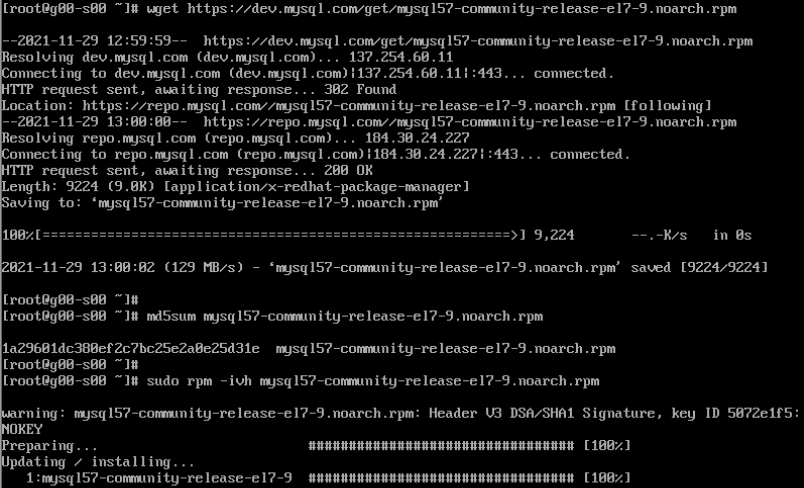 [root@g00-s00 ~]# wget https://dev.mysql.com/get/mysql57-community-release-el7-9.noarch.rpm
--2021-11-29 12:59:59--  https://dev.mysql.com/get/mysql57-community-release-el7-9.noarch.rpm
Resolving dev.mysql.com (dev.mysql.com)... 137.254.60.11
Connecting to dev.mysql.com (dev.mysql.com)|137.254.60.11|:443... connected.
HTTP request sent, awaiting response... 302 Found
Location: https://repo.mysql.com//mysql57-community-release-el7-9.noarch.rpm [following]
--2021-11-29 13:00:00--  https://repo.mysql.com//mysql57-community-release-el7-9.noarch.rpm
Resolving repo.mysql.com (repo.mysql.com)... 184.30.24.227
Connecting to repo.mysql.com (repo.mysql.com)|184.30.24.227|:443... connected.
HTTP request sent, awaiting response... 200 OK
Length: 9224 (9.0K) [application/x-redhat-package-manager]
Saving to: ‘mysql57-community-release-el7-9.noarch.rpm’
100%[==========================================================>] 9,224       --.-K/s   in 0s
2021-11-29 13:00:02 (129 MB/s) - ‘mysql57-community-release-el7-9.noarch.rpm’ saved [9224/9224]
[root@g00-s00 ~]#
[root@g00-s00 ~]# md5sum mysql57-community-release-el7-9.noarch.rpm
1a29601dc380ef2c7bc25e2a0e25d31e  mysql57-community-release-el7-9.noarch.rpm
[root@g00-s00 ~]#
[root@g00-s00 ~]# sudo rpm -ivh mysql57-community-release-el7-9.noarch.rpm
warning: mysql57-community-release-el7-9.noarch.rpm: Header V3 DSA/SHA1 Signature, key ID 5072e1f5:
NOKEY
Preparing...                          ################################# [100%]
Updating / installing...
   1:mysql57-community-release-el7-9  ################################# [100%]